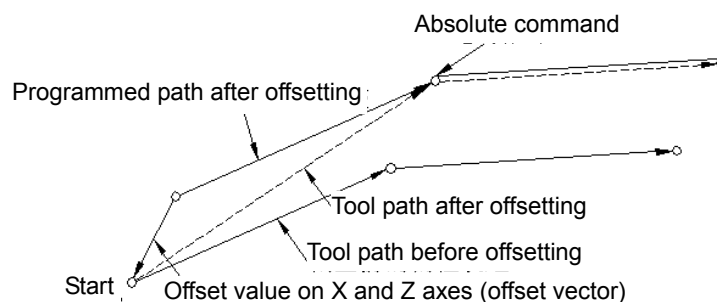 Absolute command
Programmed path after offsetting
Tool path after offsetting
Tool path before offsetting
Start
Offset value on X and Z axes (offset vector)